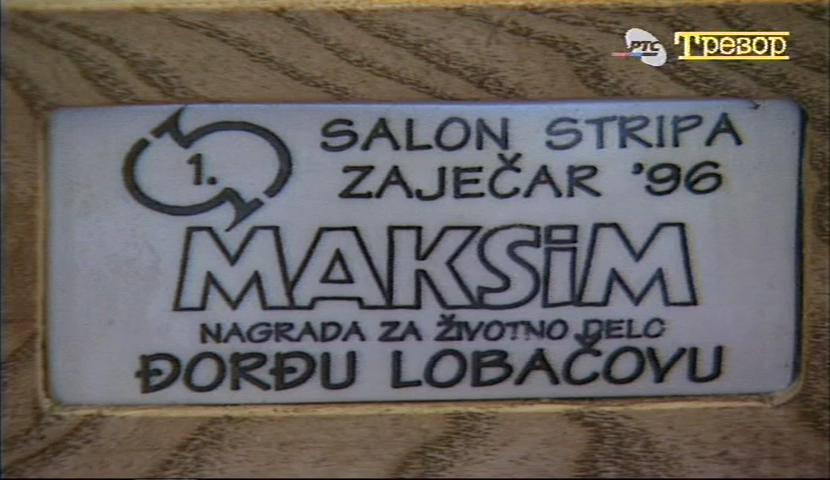 РТС Тревор
1. SALON STRIPA
ZAJEČAR '96
MAKSiM
NAGRADA ZA ŽIVOTNO DELO
ĐORĐU LOBAČOVU